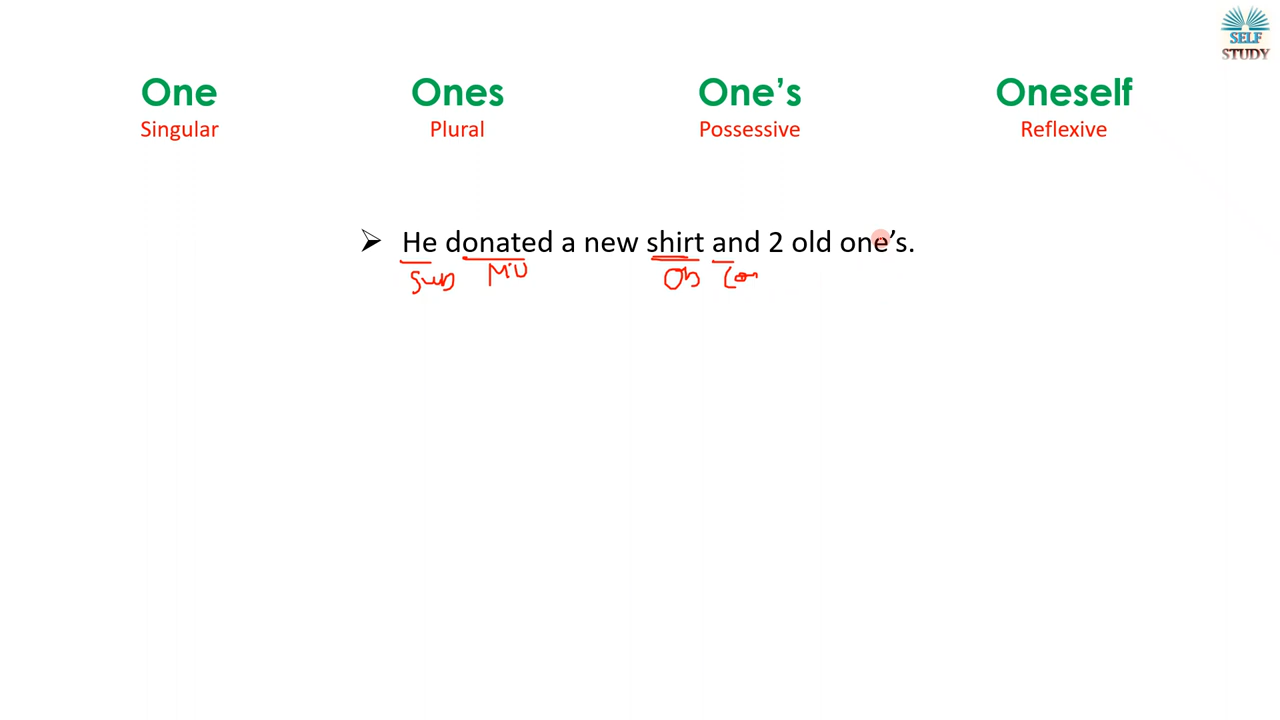 SELF
STUDY
One Ones One’s Oneself
Singular Plural Possessive Reflexive
➢ He donated a new shirt and 2 old one’s.
Sub M.V Ob Con